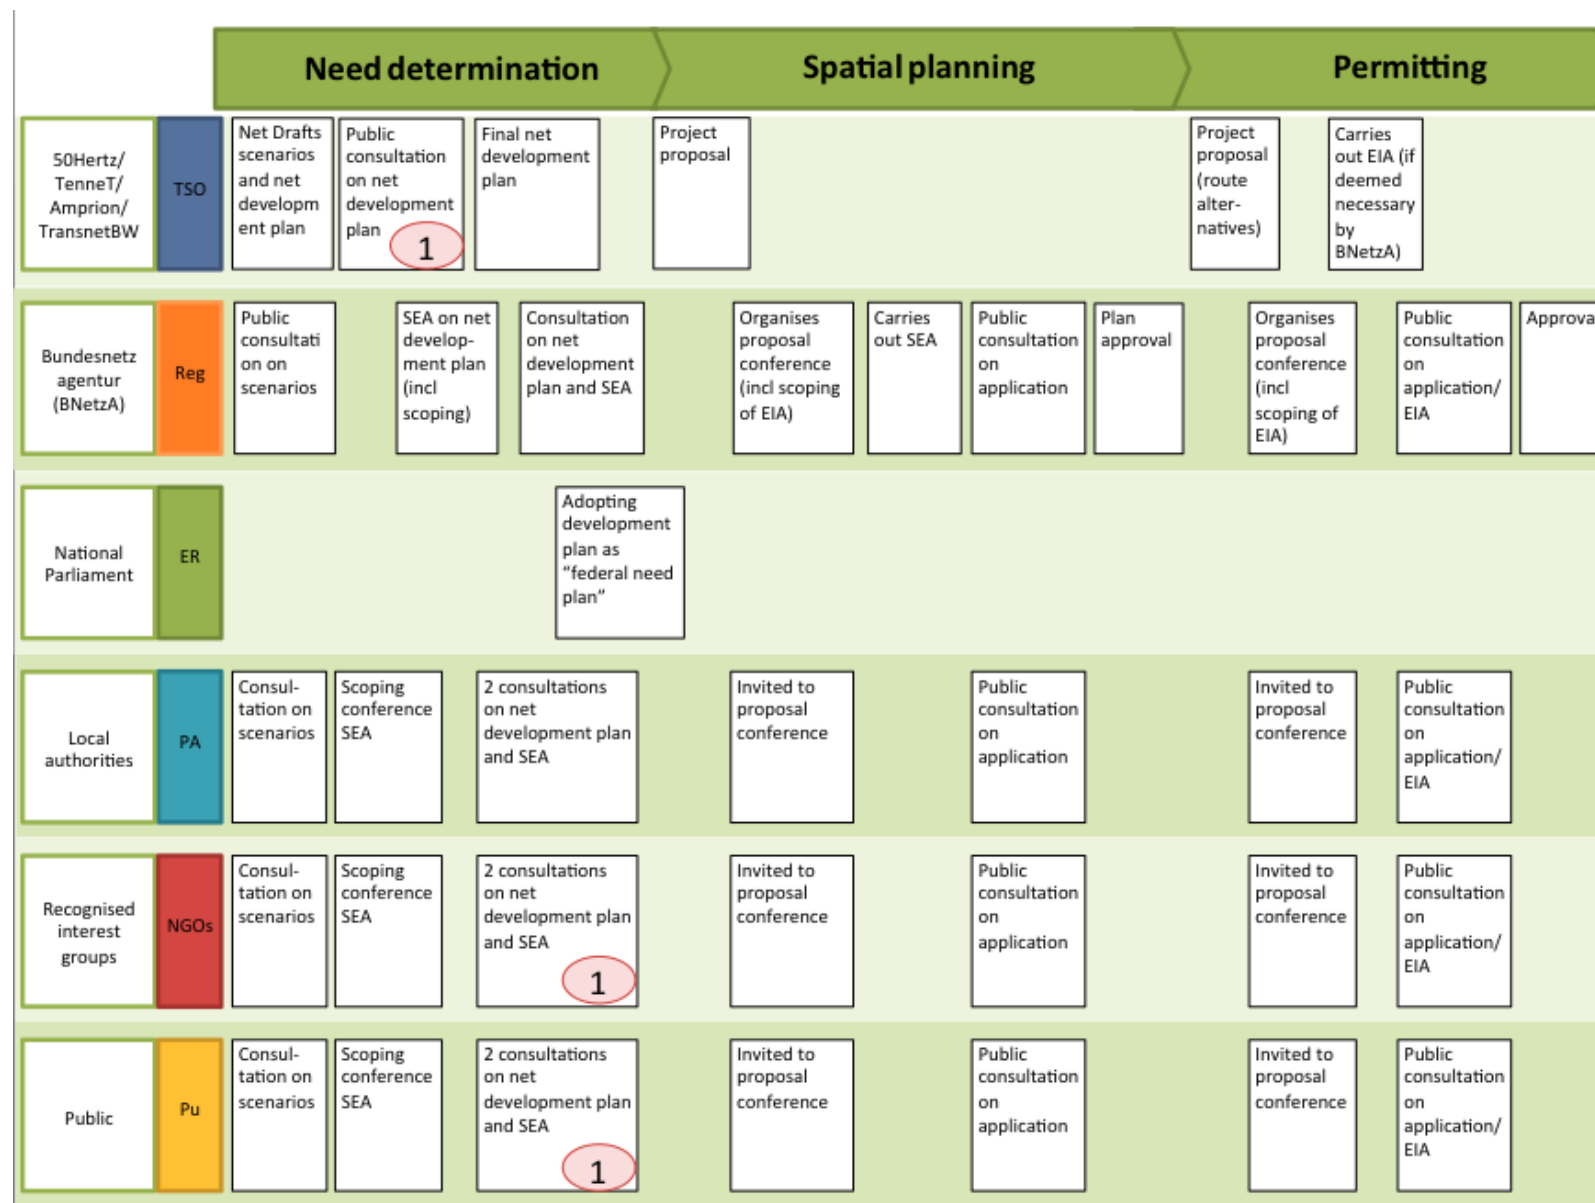 Need determination
Spatial planning
Permitting
50Hertz/
TenneT/
Amprion/
TransnetBW
TSO
Net Drafts
scenarios
and net
developm
ent plan
Public
consultation
on net
development
plan
1
Final net
development
plan
Project
proposal
Project
proposal
(route
alter-
natives)
Carries
out EIA (if
deemed
necessary
by
BNetzA)
Bundesnetz
agentur
(BNetzA)
Reg
Public
consultati
on on
scenarios
SEA on net
develop-
ment plan
(incl
scoping)
Consultation
on net
development
plan and SEA
Organises
proposal
conference
(incl scoping
of EIA)
Carries
out SEA
Public
consultation
on
application
Plan
approval
Organises
proposal
conference
(incl
scoping of
EIA)
Public
consultation
on
application/
EIA
Approva
National
Parliament
ER
Adopting
development
plan as
“federal need
plan”
Local
authorities
PA
Consul-
tation on
scenarios
Scoping
conference
SEA
2 consultations
on net
development plan
and SEA
Invited to
proposal
conference
Public
consultation
on
application
Invited to
proposal
conference
Public
consultation
on
application/
EIA
Recognised
interest
groups
NGOs
Consul-
tation on
scenarios
Scoping
conference
SEA
2 consultations
on net
development plan
and SEA
1
Invited to
proposal
conference
Public
consultation
on
application
Invited to
proposal
conference
Public
consultation
on
application/
EIA
Public
Pu
Consul-
tation on
scenarios
Scoping
conference
SEA
2 consultations
on net
development plan
and SEA
1
Invited to
proposal
conference
Public
consultation
on
application
Invited to
proposal
conference
Public
consultation
on
application/
EIA